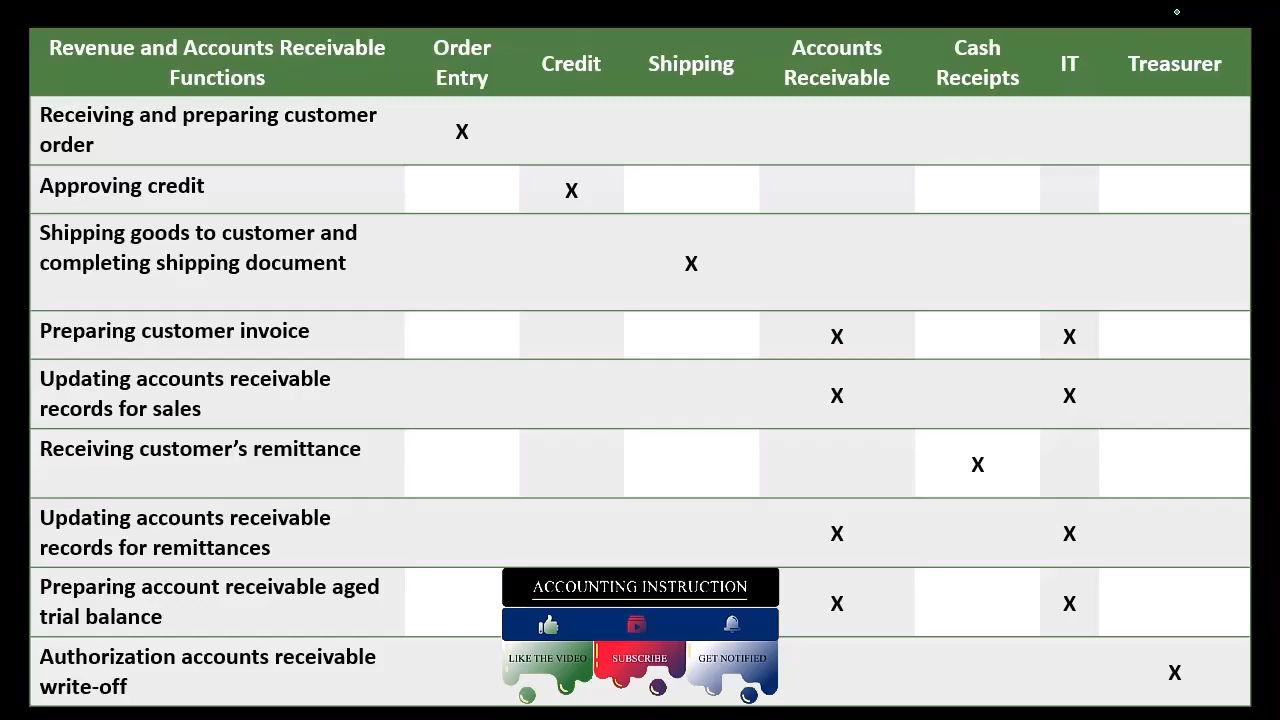 Revenue and Accounts Receivable
Functions
Order
Entry
Credit
Shipping
Accounts
Receivable
Cash
Receipts
IT
Treasurer
Receiving and preparing customer
order
X
Approving credit
X
Shipping goods to customer and
completing shipping document
X
Preparing customer invoice
X X
Updating accounts receivable
records for sales
X X
Receiving customer’s remittance
X
Updating accounts receivable
records for remittances
X X
Preparing account receivable aged
trial balance
X X
Authorization accounts receivable
write-off
X
ACCOUNTING INSTRUCTION
LIKE THE VIDEO SUBSCRIBE GET NOTIFIED